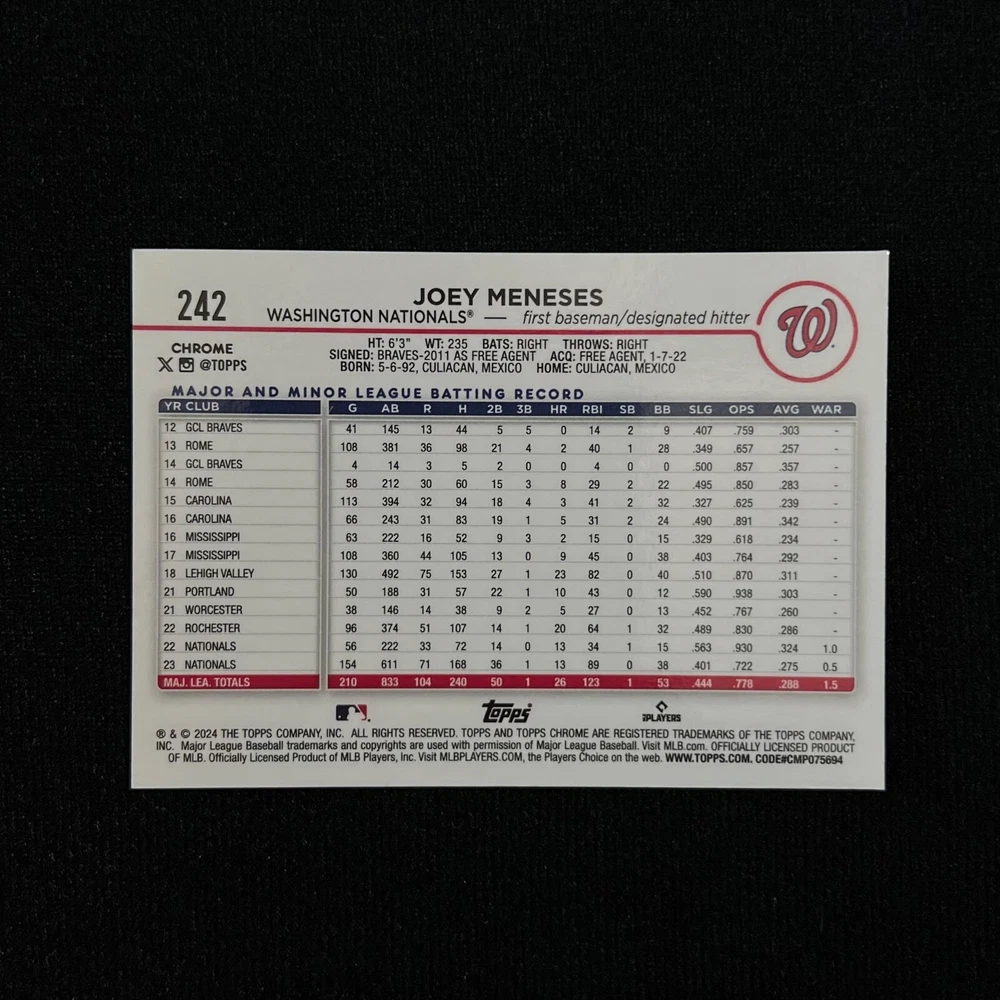 242
JOEY MENESES
WASHINGTON NATIONALS® — first baseman/designated hitter
W
CHROME
@TOPPS
HT: 6'3" WT: 235 BATS: RIGHT THROWS: RIGHT
SIGNED: BRAVES-2011 AS FREE AGENT ACQ: FREE AGENT, 1-7-22
BORN: 5-6-92, CULIACAN, MEXICO HOME: CULIACAN, MEXICO
MAJOR AND MINOR LEAGUE BATTING RECORD
YR CLUB G AB R H 2B 3B HR RBI SB BB SLG OPS AVG WAR
12 GCL BRAVES 41 145 13 44 5 5 0 14 2 9 .407 .759 .303 -
13 ROME 108 381 36 98 21 4 2 40 1 28 .349 .657 .257 -
14 GCL BRAVES 4 14 3 5 2 0 0 4 0 0 .500 .857 .357 -
14 ROME 58 212 30 60 15 3 8 29 2 22 .495 .850 .283 -
15 CAROLINA 113 394 32 94 18 4 3 41 2 32 .327 .625 .239 -
16 CAROLINA 66 243 31 83 19 1 5 31 2 24 .490 .891 .342 -
16 MISSISSIPPI 63 222 16 52 9 3 2 15 0 15 .329 .618 .234 -
17 MISSISSIPPI 108 360 44 105 13 0 9 45 0 38 .403 .764 .292 -
18 LEHIGH VALLEY 130 492 75 153 27 1 23 82 0 40 .510 .870 .311 -
21 PORTLAND 50 188 31 57 22 1 10 43 0 12 .590 .938 .303 -
21 WORCESTER 38 146 14 38 9 2 5 27 0 13 .452 .767 .260 -
22 ROCHESTER 96 374 51 107 14 1 20 64 1 32 .489 .830 .286 -
22 NATIONALS 56 222 33 72 14 0 13 34 1 15 .563 .930 .324 1.0
23 NATIONALS 154 611 71 168 36 1 13 89 0 38 .401 .722 .275 0.5
MAJ. LEA. TOTALS 210 833 104 240 50 1 26 123 1 53 .444 .778 .288 1.5
Topps
PLAYERS
® & © 2024 THE TOPPS COMPANY, INC. ALL RIGHTS RESERVED. TOPPS AND TOPPS CHROME ARE REGISTERED TRADEMARKS OF THE TOPPS COMPANY,
INC. Major League Baseball trademarks and copyrights are used with permission of Major League Baseball. Visit MLB.com. OFFICIALLY LICENSED PRODUCT
OF MLB. Officially Licensed Product of MLB Players, Inc. Visit MLBPLAYERS.COM, the Players Choice on the web. WWW.TOPPS.COM. CODE#CMP075694